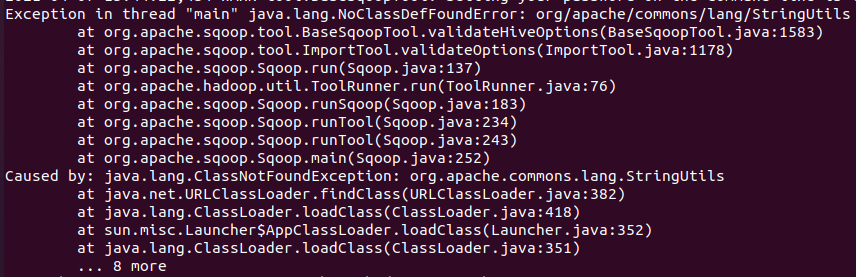 Exception in thread "main" java.lang.NoClassDefFoundError: org/apache/commons/lang/StringUtils
at org.apache.sqoop.tool.BaseSqoopTool.validateHiveOptions(BaseSqoopTool.java:1583)
at org.apache.sqoop.tool.ImportTool.validateOptions(ImportTool.java:1178)
at org.apache.sqoop.Sqoop.run(Sqoop.java:137)
at org.apache.hadoop.util.ToolRunner.run(ToolRunner.java:76)
at org.apache.sqoop.Sqoop.runSqoop(Sqoop.java:183)
at org.apache.sqoop.Sqoop.runTool(Sqoop.java:234)
at org.apache.sqoop.Sqoop.runTool(Sqoop.java:243)
at org.apache.sqoop.Sqoop.main(Sqoop.java:252)
Caused by: java.lang.ClassNotFoundException: org.apache.commons.lang.StringUtils
at java.net.URLClassLoader.findClass(URLClassLoader.java:382)
at java.lang.ClassLoader.loadClass(ClassLoader.java:418)
at sun.misc.Launcher$AppClassLoader.loadClass(Launcher.java:352)
at java.lang.ClassLoader.loadClass(ClassLoader.java:351)
... 8 more